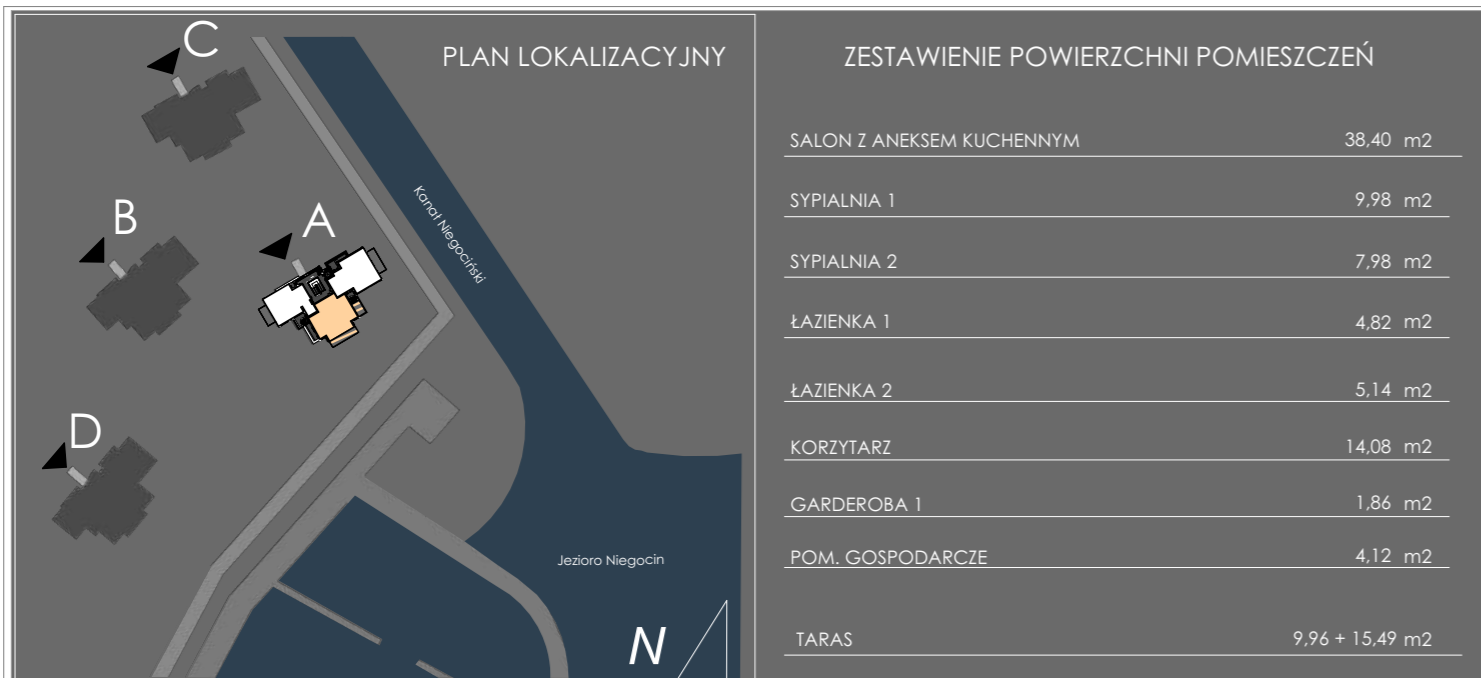 PLAN LOKALIZACYJNY
C
B
A
D
Kanał Niegociński
Jezioro Niegocin
N
ZESTAWIENIE POWIERZCHNI POMIESZCZEŃ
SALON Z ANEKSEM KUCHENNYM 38,40 m2
SYPIALNIA 1 9,98 m2
SYPIALNIA 2 7,98 m2
ŁAZIENKA 1 4,82 m2
ŁAZIENKA 2 5,14 m2
KORZYTARZ 14,08 m2
GARDEROBA 1 1,86 m2
POM. GOSPODARCZE 4,12 m2
TARAS 9,96 + 15,49 m2